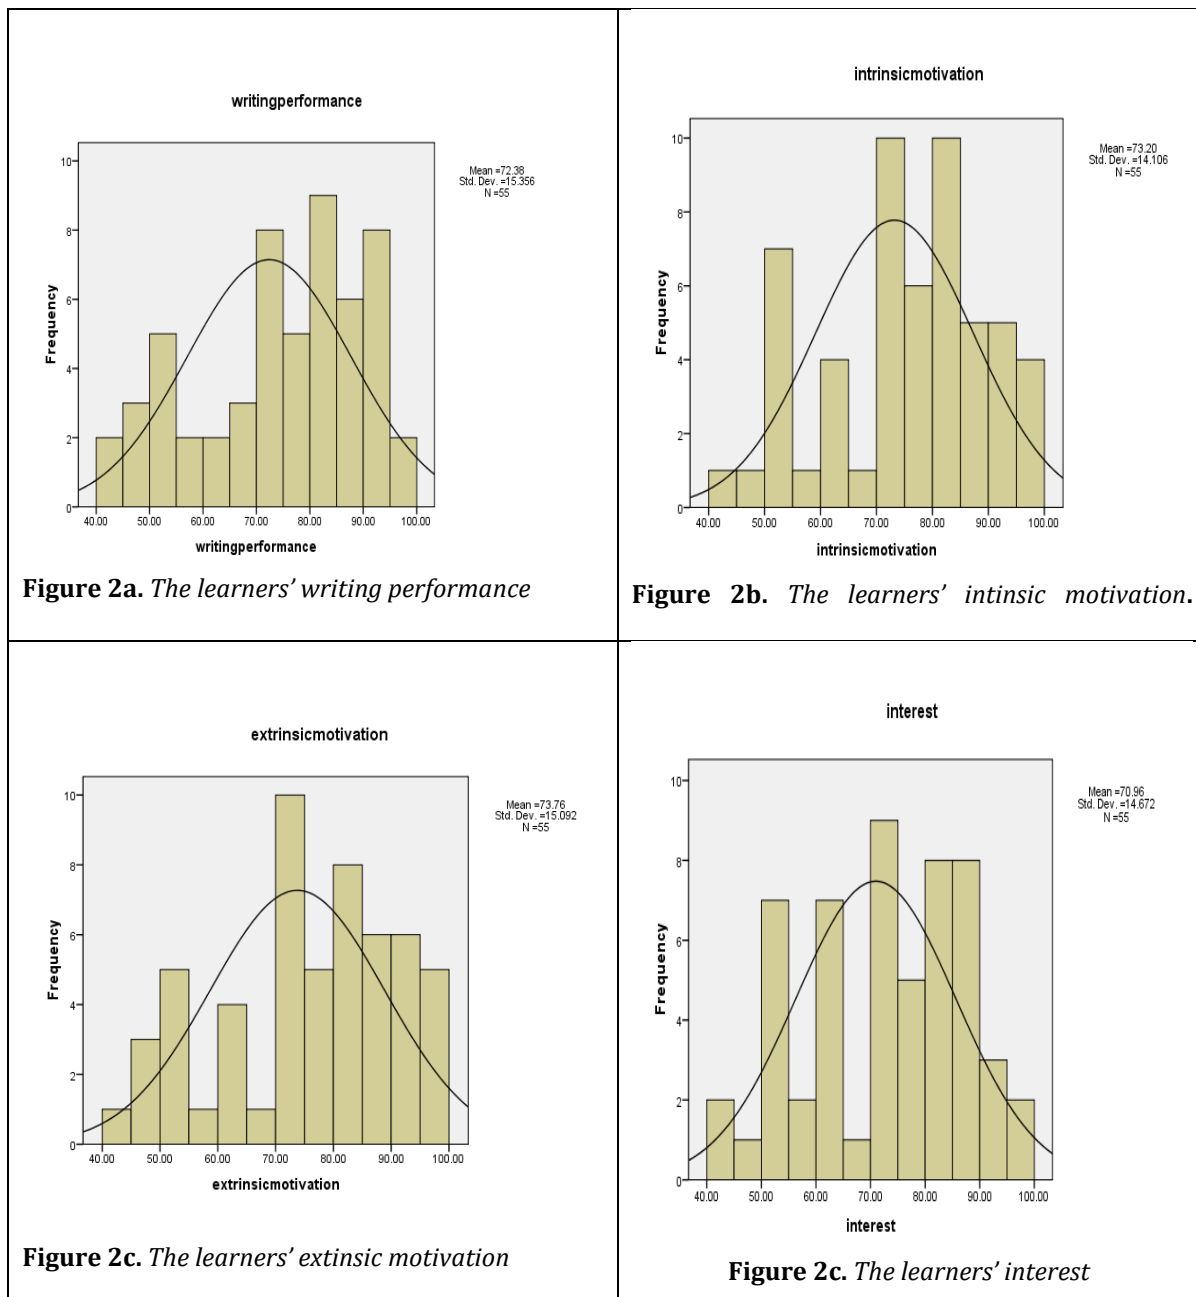 writingperformance
Mean =72.38
Std. Dev. =15.356
N =55
10
8
6
4
2
0
Frequency
40.00 50.00 60.00 70.00 80.00 90.00 100.00
writingperformance
Figure 2a. The learners’ writing performance
intrinsicmotivation
Mean =73.20
Std. Dev. =14.106
N =55
10
8
6
4
2
0
Frequency
40.00 50.00 60.00 70.00 80.00 90.00 100.00
intrinsicmotivation
Figure 2b. The learners’ intinsic motivation.
extrinsicmotivation
Mean =73.76
Std. Dev. =15.092
N =55
10
8
6
4
2
0
Frequency
40.00 50.00 60.00 70.00 80.00 90.00 100.00
extrinsicmotivation
Figure 2c. The learners’ extinsic motivation
interest
Mean =70.96
Std. Dev. =14.672
N =55
10
8
6
4
2
0
Frequency
40.00 50.00 60.00 70.00 80.00 90.00 100.00
interest
Figure 2c. The learners’ interest